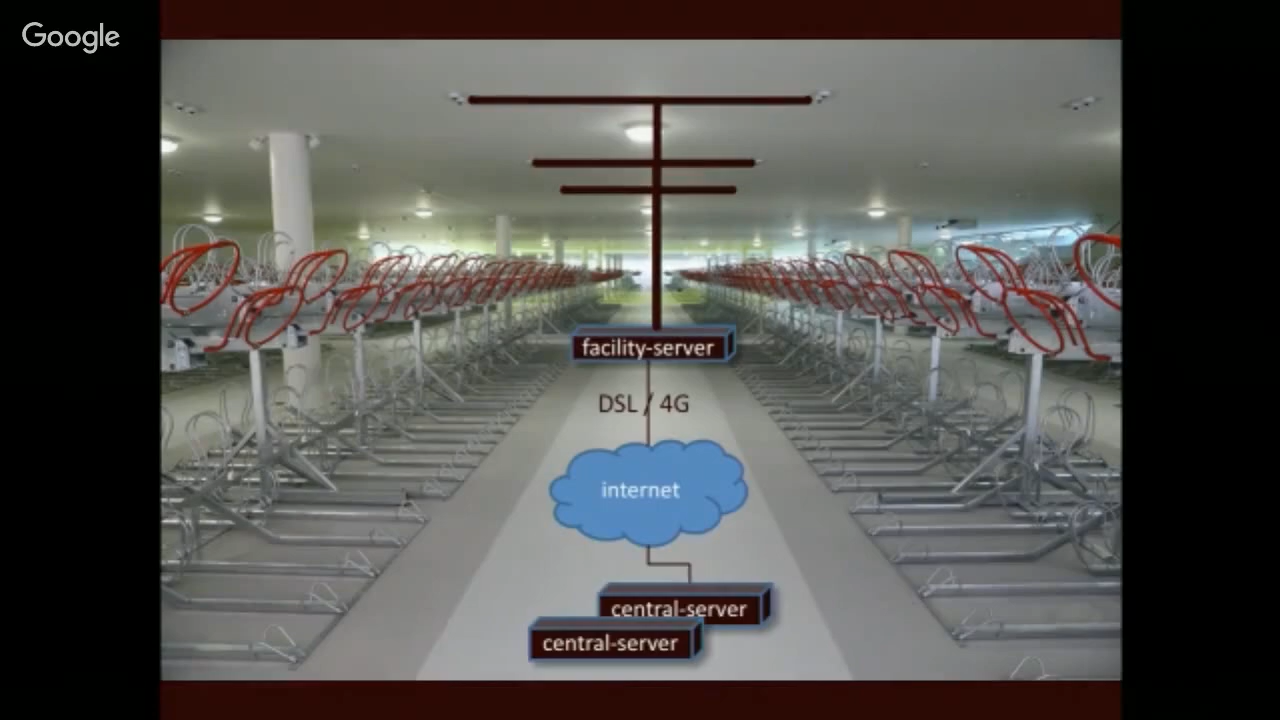 Google
facility-server
DSL / 4G
internet
central-server
central-server